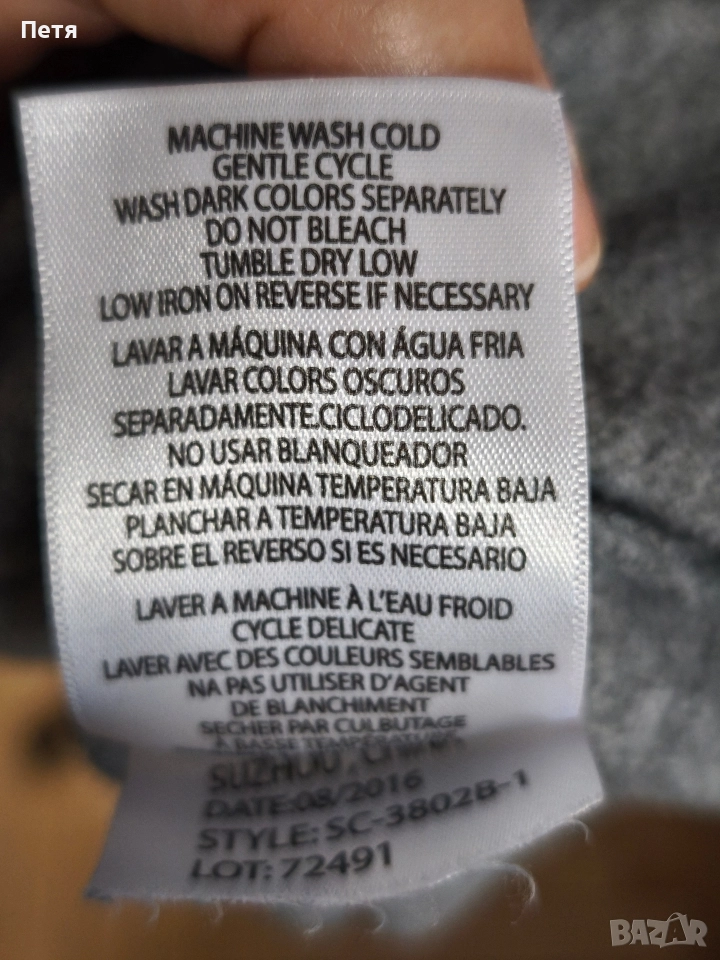 Петя
MACHINE WASH COLD
GENTLE CYCLE
WASH DARK COLORS SEPARATELY
DO NOT BLEACH
TUMBLE DRY LOW
LOW IRON ON REVERSE IF NECESSARY
LAVAR A MÁQUINA CON ÁGUA FRIA
LAVAR COLORS OSCUROS
SEPARADAMENTE.CICLODELICADO.
NO USAR BLANQUEADOR
SECAR EN MÁQUINA TEMPERATURA BAJA
PLANCHAR A TEMPERATURA BAJA
SOBRE EL REVERSO SI ES NECESARIO
LAVER A MACHINE À L'EAU FROID
CYCLE DELICATE
LAVER AVEC DES COULEURS SEMBLABLES
NA PAS UTILISER D'AGENT
DE BLANCHIMENT
SECHER PAR CULBUTAGE
À BASSE TEMPÉRATURE
SUZHOU, CHINA
DATE:08/2016
STYLE: SC-3802B-1
LOT: 72491
BAZAR